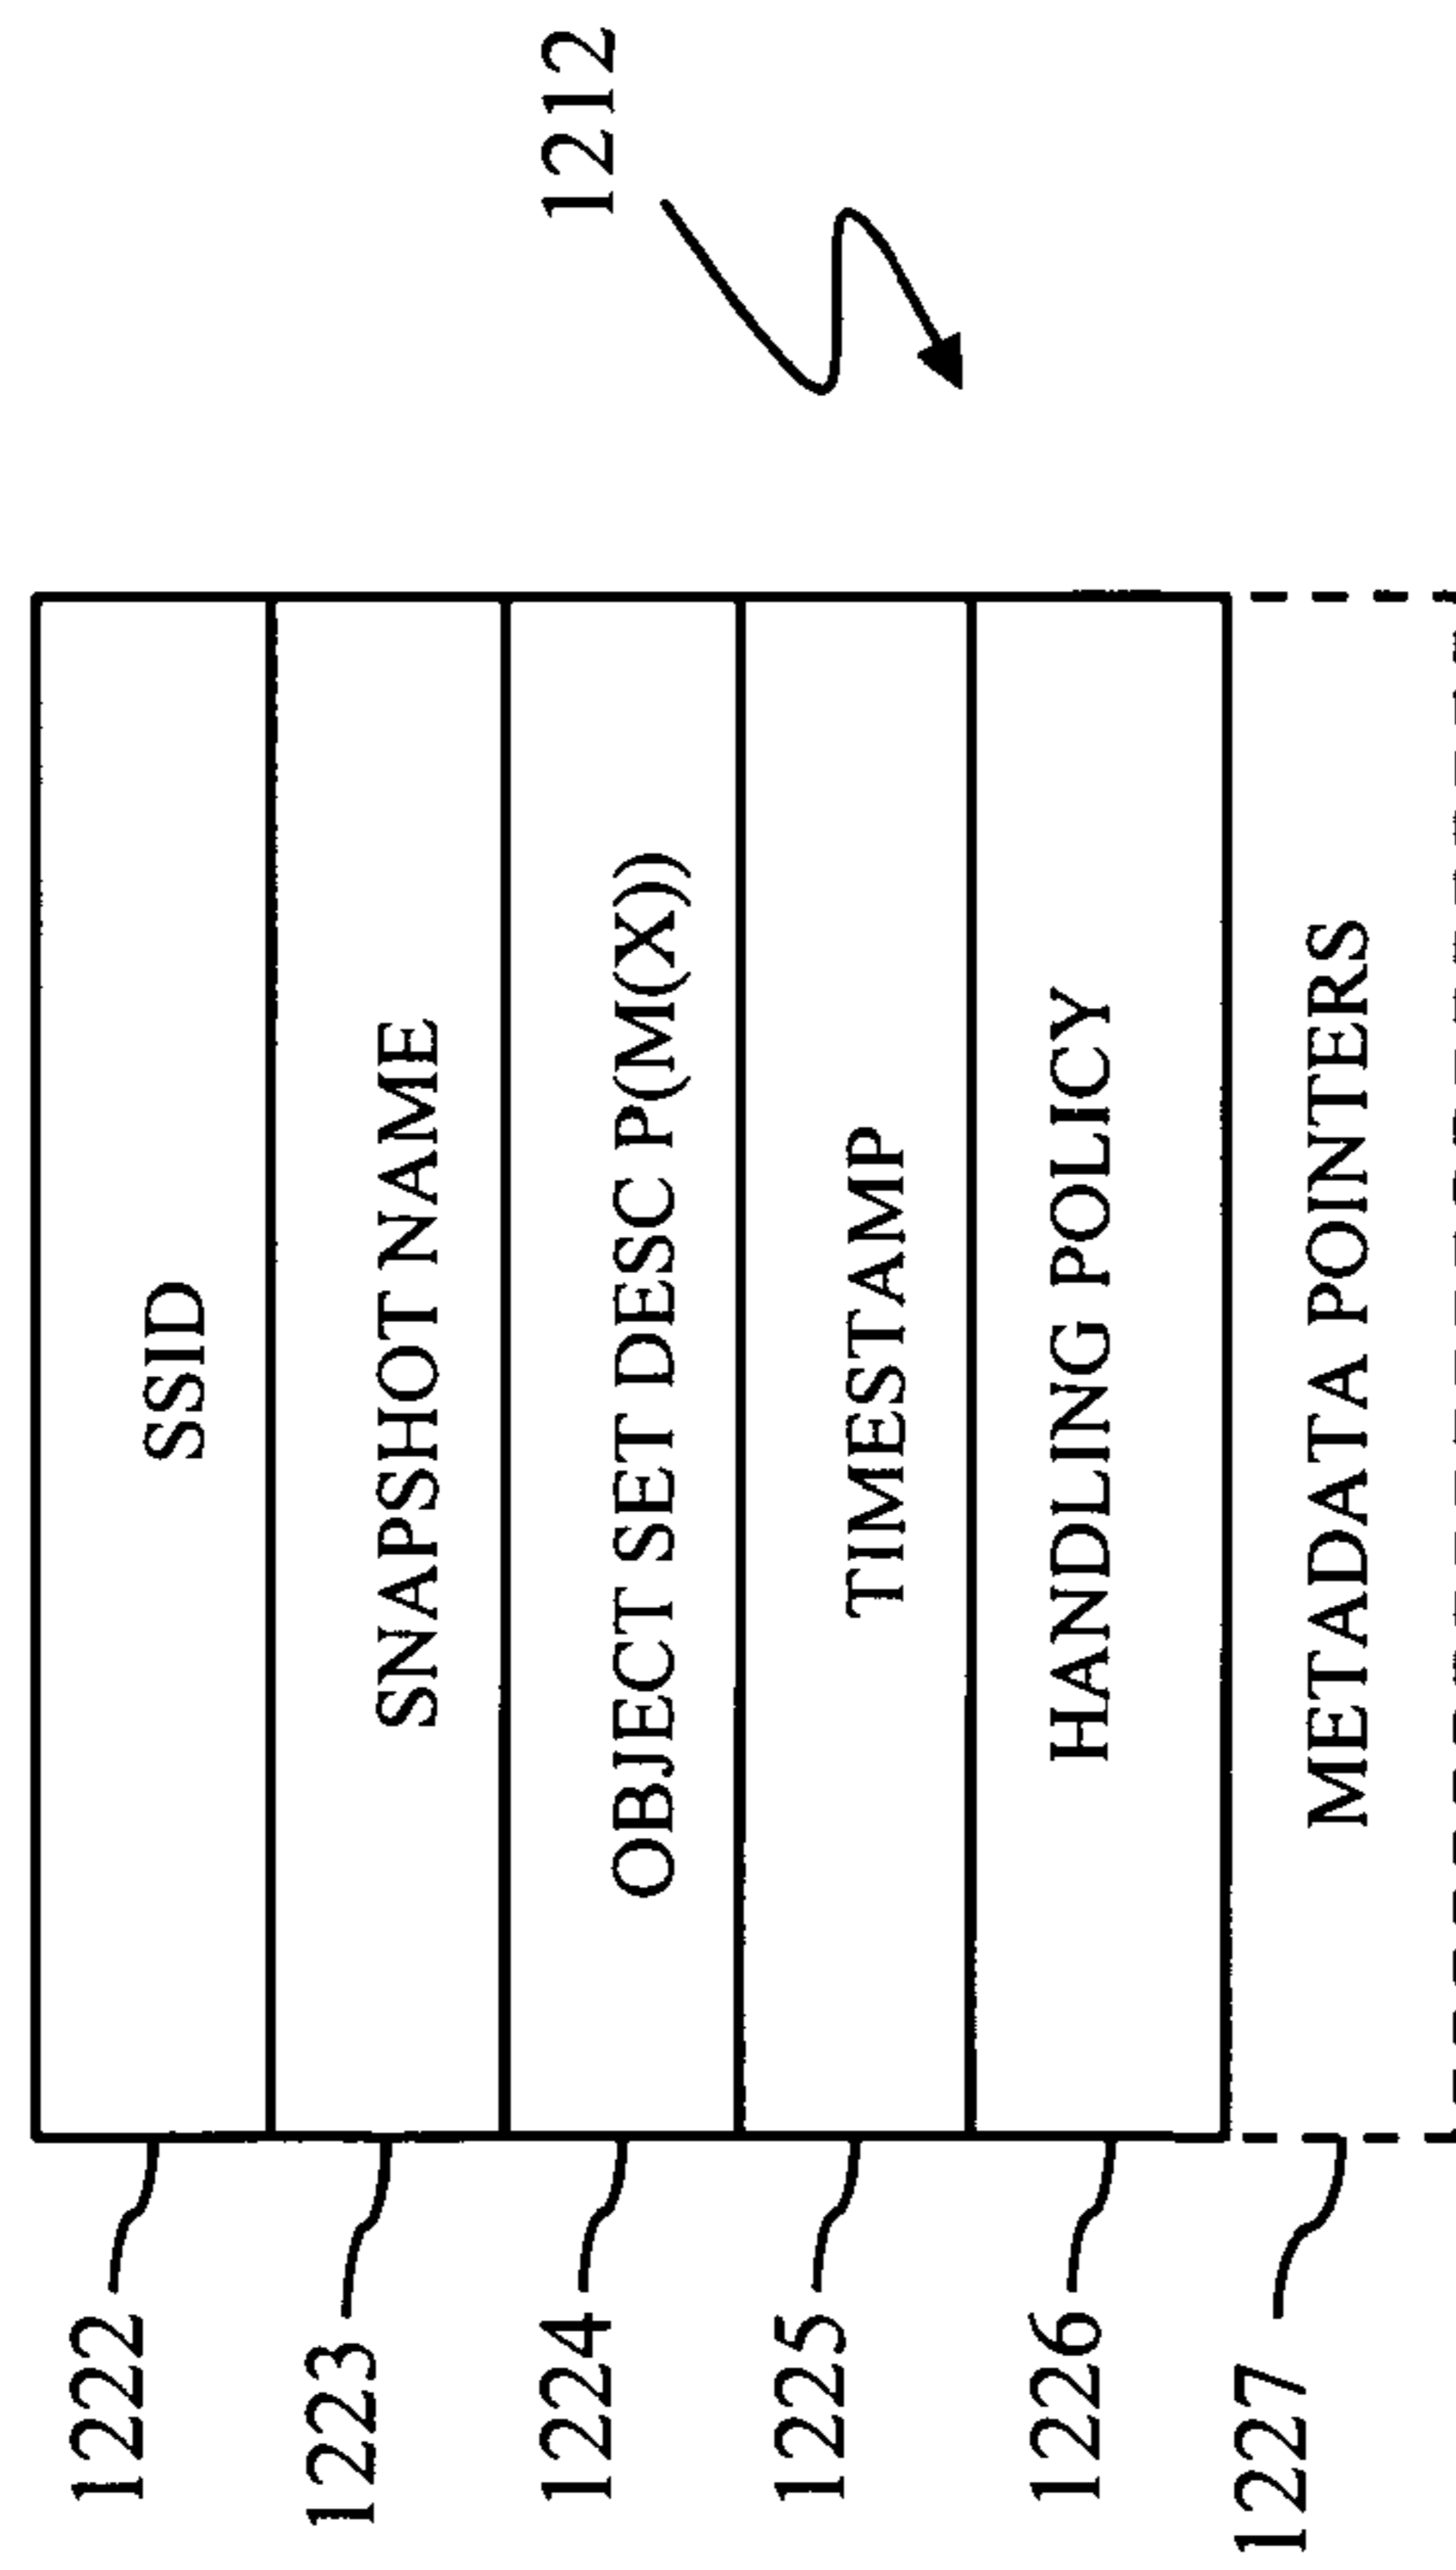 1212
1222 SSID
1223 SNAPSHOT NAME
1224 OBJECT SET DESC P(M(X))
1225 TIMESTAMP
1226 HANDLING POLICY
1227 METADATA POINTERS